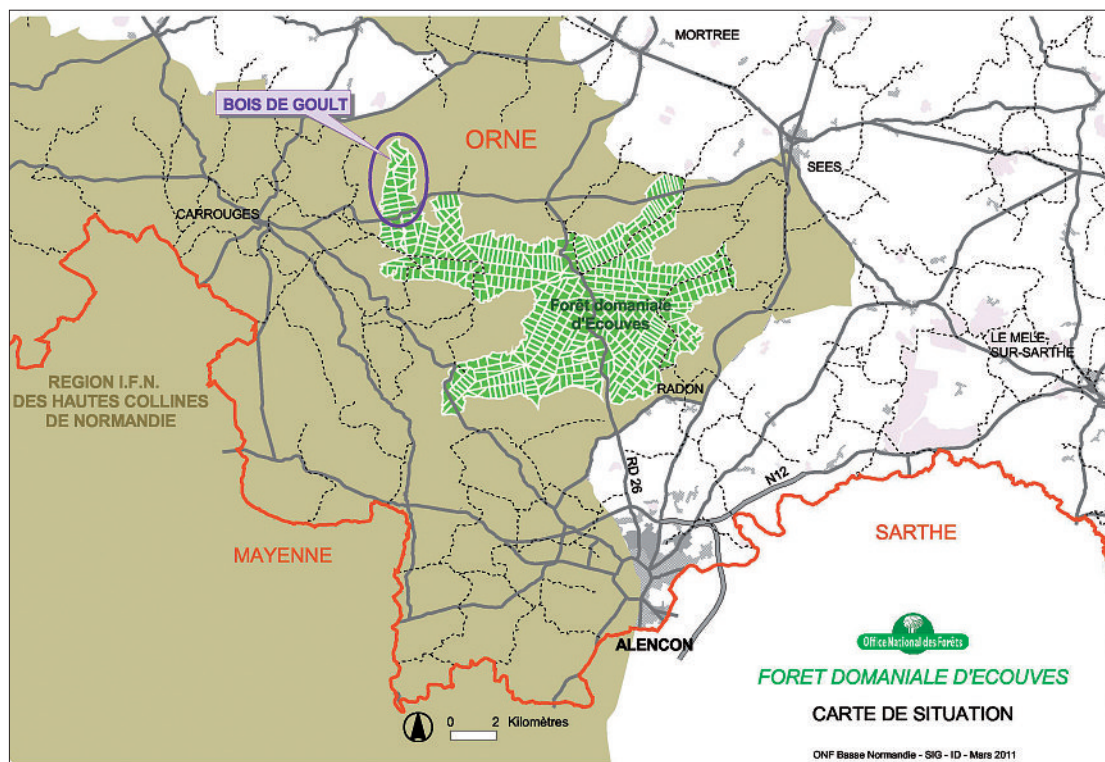 MORTREE
BOIS DE GOULT
ORNE
SEES
CARROUGES
Forêt domaniale
d'Ecouves
LE MELE-
SUR-SARTHE
REGION I.F.N.
DES HAUTES COLLINES
DE NORMANDIE
RADON
RD 26
N12
MAYENNE
SARTHE
ALENCON
Office National des Forêts
FORET DOMANIALE D'ECOUVES
CARTE DE SITUATION
0 2 Kilomètres
ONF Basse Normandie - SIG - ID - Mars 2011